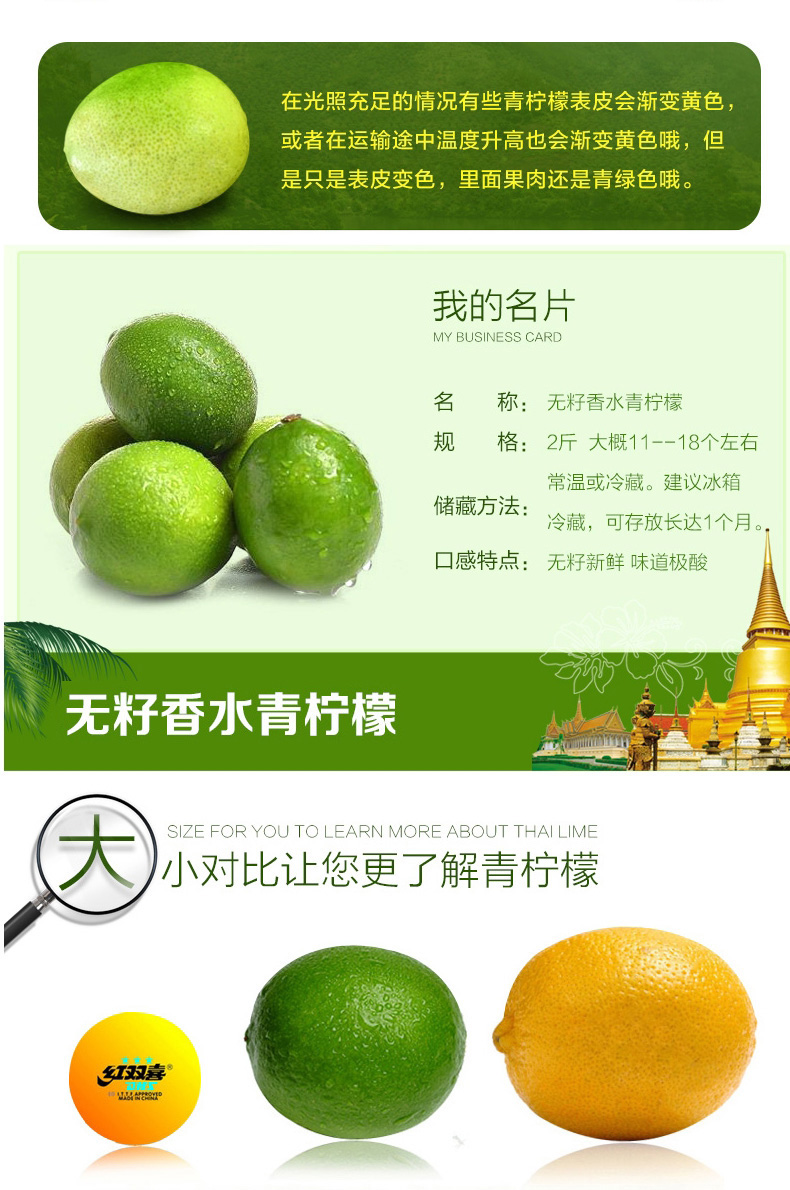 在光照充足的情况有些青柠檬表皮会渐变黄色，
或者在运输途中温度升高也会渐变黄色哦，但
是只是表皮变色，里面果肉还是青绿色哦。
我的名片
MY BUSINESS CARD
名 称：无籽香水青柠檬
规 格：2斤 大概11--18个左右
储藏方法：常温或冷藏。建议冰箱
冷藏，可存放长达1个月。
口感特点：无籽新鲜 味道极酸
无籽香水青柠檬
SIZE FOR YOU TO LEARN MORE ABOUT THAI LIME
大小对比让您更了解青柠檬
红双喜®
DHS
I.T.T.F APPROVED
MADE IN CHINA